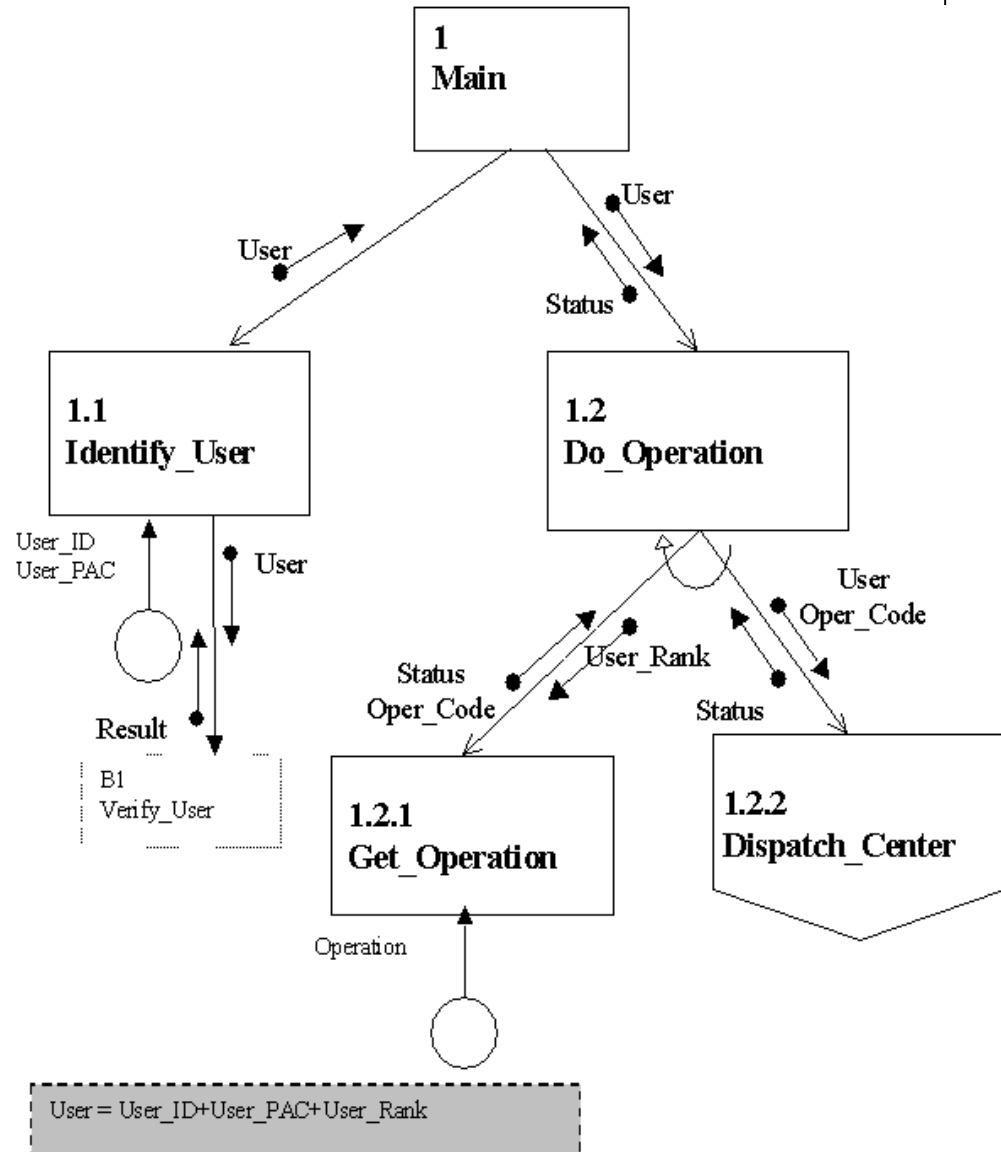 1
Main
User
User
Status
1.1
Identify_User
1.2
Do_Operation
User_ID
User_PAC
User
User
Oper_Code
Status
Oper_Code
User_Rank
Result
Status
B1
Verify_User
1.2.1
Get_Operation
1.2.2
Dispatch_Center
Operation
User = User_ID+User_PAC+User_Rank